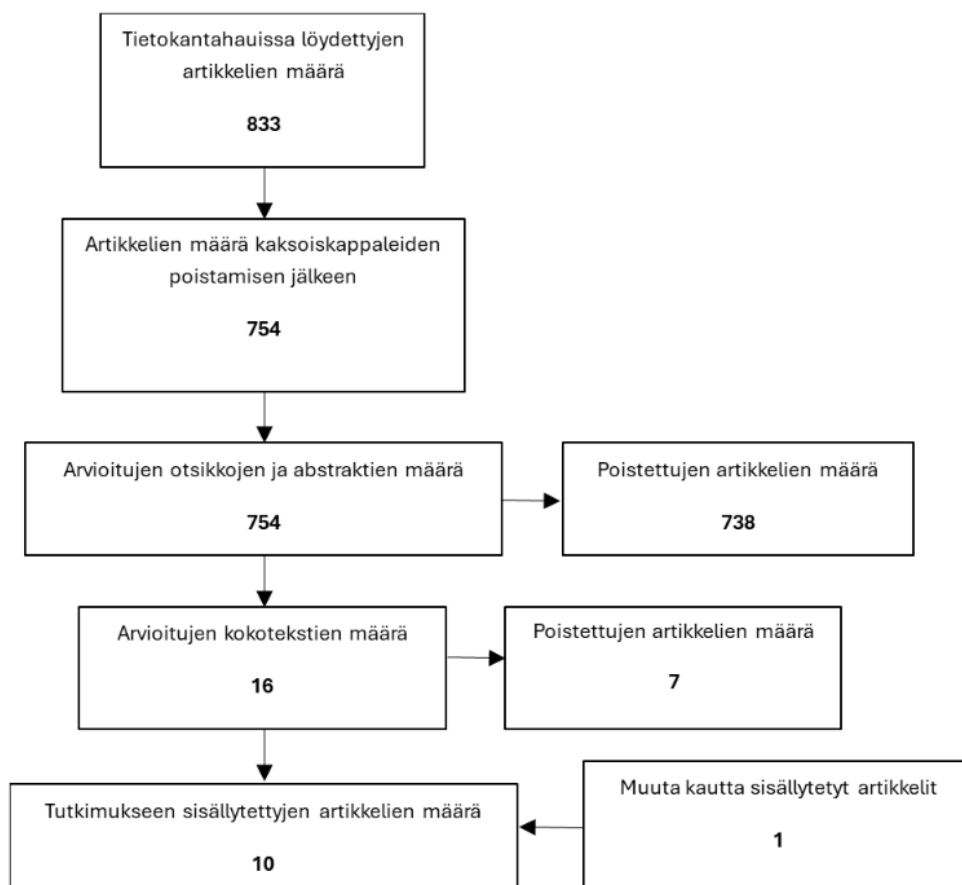 Tietokantahauissa löydettyjen
artikkelien määrä
833
Artikkelien määrä kaksoiskappaleiden
poistamisen jälkeen
754
Arvioitujen otsikkojen ja abstraktien määrä
754
Poistettujen artikkelien määrä
738
Arvioitujen kokotekstien määrä
16
Poistettujen artikkelien määrä
7
Tutkimukseen sisällytettyjen artikkelien määrä
10
Muuta kautta sisällytetyt artikkelit
1